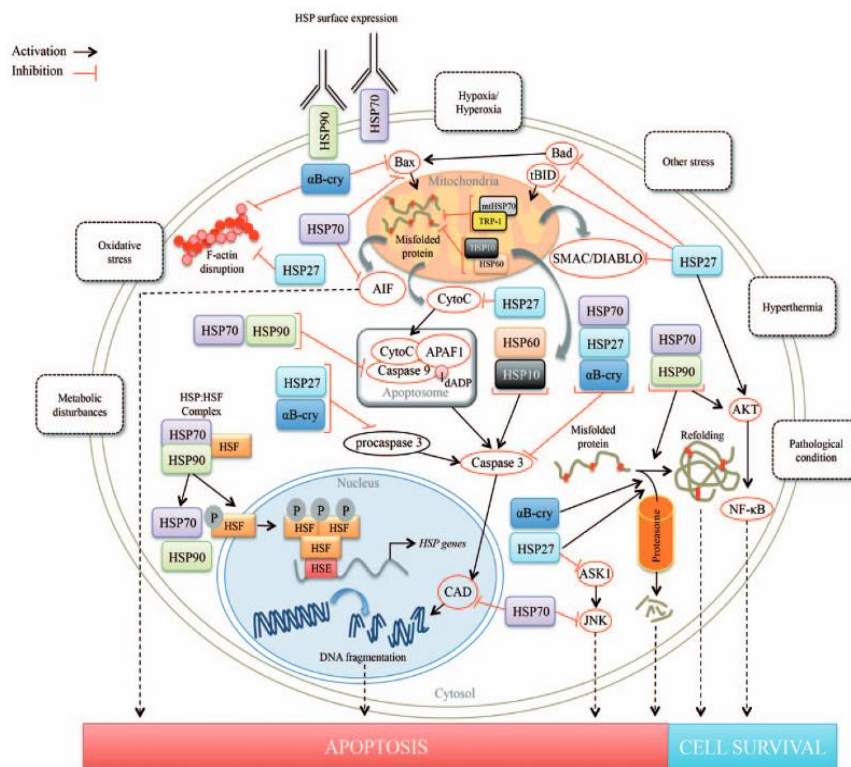 HSP surface expression
Activation
Inhibition
HSP90
HSP70
Hypoxia/
Hyperoxia
Other stress
Oxidative
stress
Hyperthermia
Metabolic
disturbances
Pathological
condition
αB-cry
Bax
Bad
tBID
Mitochondria
mtHSP70
TRP-1
Misfolded
protein
HSP10
HSP60
HSP70
F-actin
disruption
HSP27
AIF
SMAC/DIABLO
HSP27
CytoC
HSP27
HSP70
HSP90
CytoC
APAF1
Caspase 9
dADP
Apoptosome
HSP60
HSP10
HSP70
HSP27
αB-cry
HSP70
HSP90
AKT
HSP27
αB-cry
procaspase 3
Caspase 3
Misfolded
protein
Refolding
NF-κB
HSP:HSF
Complex
HSP70
HSP90
HSF
HSP70
HSP90
P
HSF
Nucleus
P
P
P
HSF
HSF
HSF
HSE
HSP genes
αB-cry
HSP27
Proteasome
ASK1
CAD
HSP70
JNK
DNA fragmentation
Cytosol
APOPTOSIS
CELL SURVIVAL